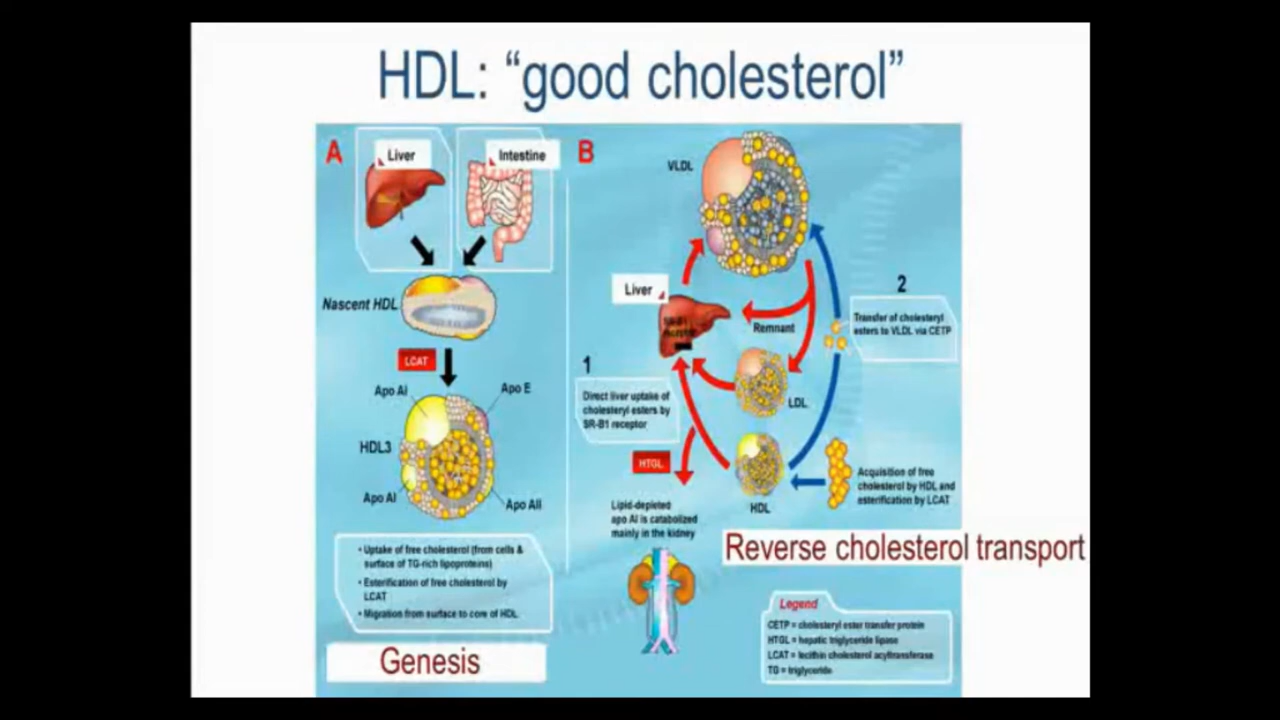 HDL: “good cholesterol”
A
Liver
Intestine
Nascent HDL
LCAT
Apo AI
Apo E
HDL3
Apo AI
Apo AII
• Uptake of free cholesterol (from cells &
surface of TG-rich lipoproteins)
• Esterification of free cholesterol by
LCAT
• Migration from surface to core of HDL
Genesis
B
VLDL
Liver
2
Transfer of cholesteryl
esters to VLDL via CETP
Remnant
1
Direct liver uptake of
cholesteryl esters by
SR-B1 receptor
LDL
HTGL
HDL
Acquisition of free
cholesterol by HDL and
esterification by LCAT
Lipid-depleted
apo AI is catabolized
mainly in the kidney
Reverse cholesterol transport
Legend
CETP = cholesteryl ester transfer protein
HTGL = hepatic triglyceride lipase
LCAT = lecithin cholesterol acyltransferase
TG = triglyceride